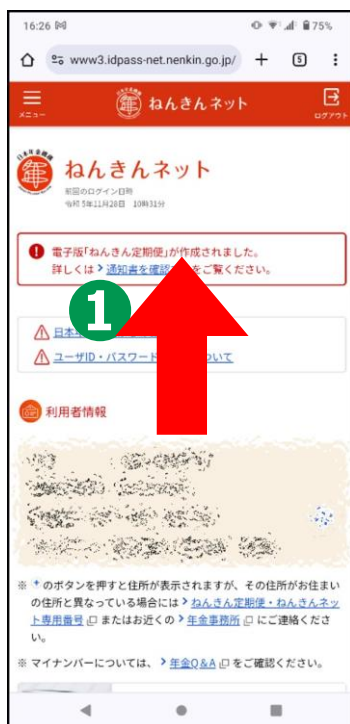 16:26 75%
www3.idpass-net.nenkin.go.jp/ 5
メニュー
年 ねんきんネット
ログアウト
日本年金機構
年
ねんきんネット
前回のログイン日時
令和5年11月28日 10時31分
電子版「ねんきん定期便」が作成されました。
詳しくは > 通知書を確認 をご覧ください。
1
日本
ユーザID・パスワード ついて
利用者情報
※ + のボタンを押すと住所が表示されますが、その住所がお住まい
の住所と異なっている場合には > ねんきん定期便・ねんきんネッ
ト専用番号 またはお近くの > 年金事務所 にご連絡くださ
い。
※ マイナンバーについては、 > 年金Q&A をご確認ください。